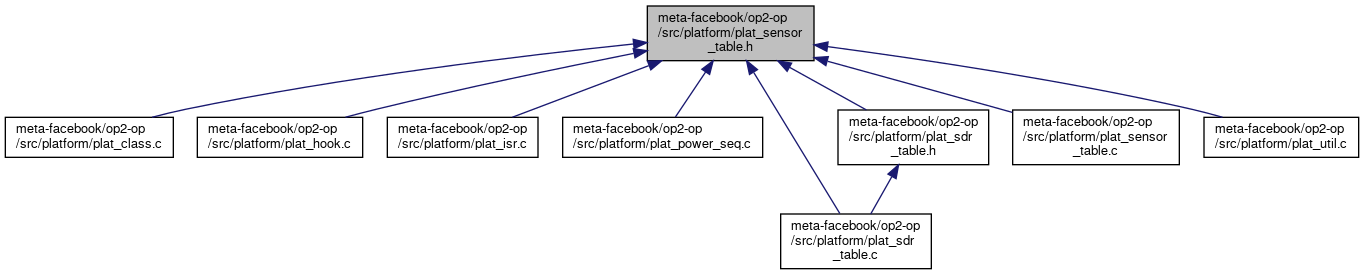 meta-facebook/op2-op
/src/platform/plat_sensor
_table.h
meta-facebook/op2-op
/src/platform/plat_class.c
meta-facebook/op2-op
/src/platform/plat_hook.c
meta-facebook/op2-op
/src/platform/plat_isr.c
meta-facebook/op2-op
/src/platform/plat_power_seq.c
meta-facebook/op2-op
/src/platform/plat_sdr
_table.h
meta-facebook/op2-op
/src/platform/plat_sensor
_table.c
meta-facebook/op2-op
/src/platform/plat_util.c
meta-facebook/op2-op
/src/platform/plat_sdr
_table.c